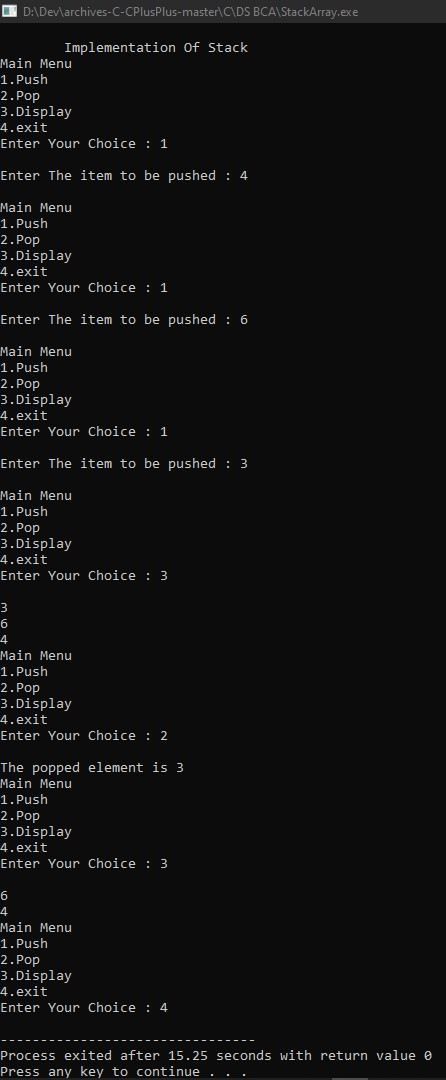 D:\Dev\archives-C-CPlusPlus-master\C\DS BCA\StackArray.exe
Implementation Of Stack
Main Menu
1.Push
2.Pop
3.Display
4.exit
Enter Your Choice : 1
Enter The item to be pushed : 4
Main Menu
1.Push
2.Pop
3.Display
4.exit
Enter Your Choice : 1
Enter The item to be pushed : 6
Main Menu
1.Push
2.Pop
3.Display
4.exit
Enter Your Choice : 1
Enter The item to be pushed : 3
Main Menu
1.Push
2.Pop
3.Display
4.exit
Enter Your Choice : 3
3
6
4
Main Menu
1.Push
2.Pop
3.Display
4.exit
Enter Your Choice : 2
The popped element is 3
Main Menu
1.Push
2.Pop
3.Display
4.exit
Enter Your Choice : 3
6
4
Main Menu
1.Push
2.Pop
3.Display
4.exit
Enter Your Choice : 4
--------------------------------
Process exited after 15.25 seconds with return value 0
Press any key to continue . . .